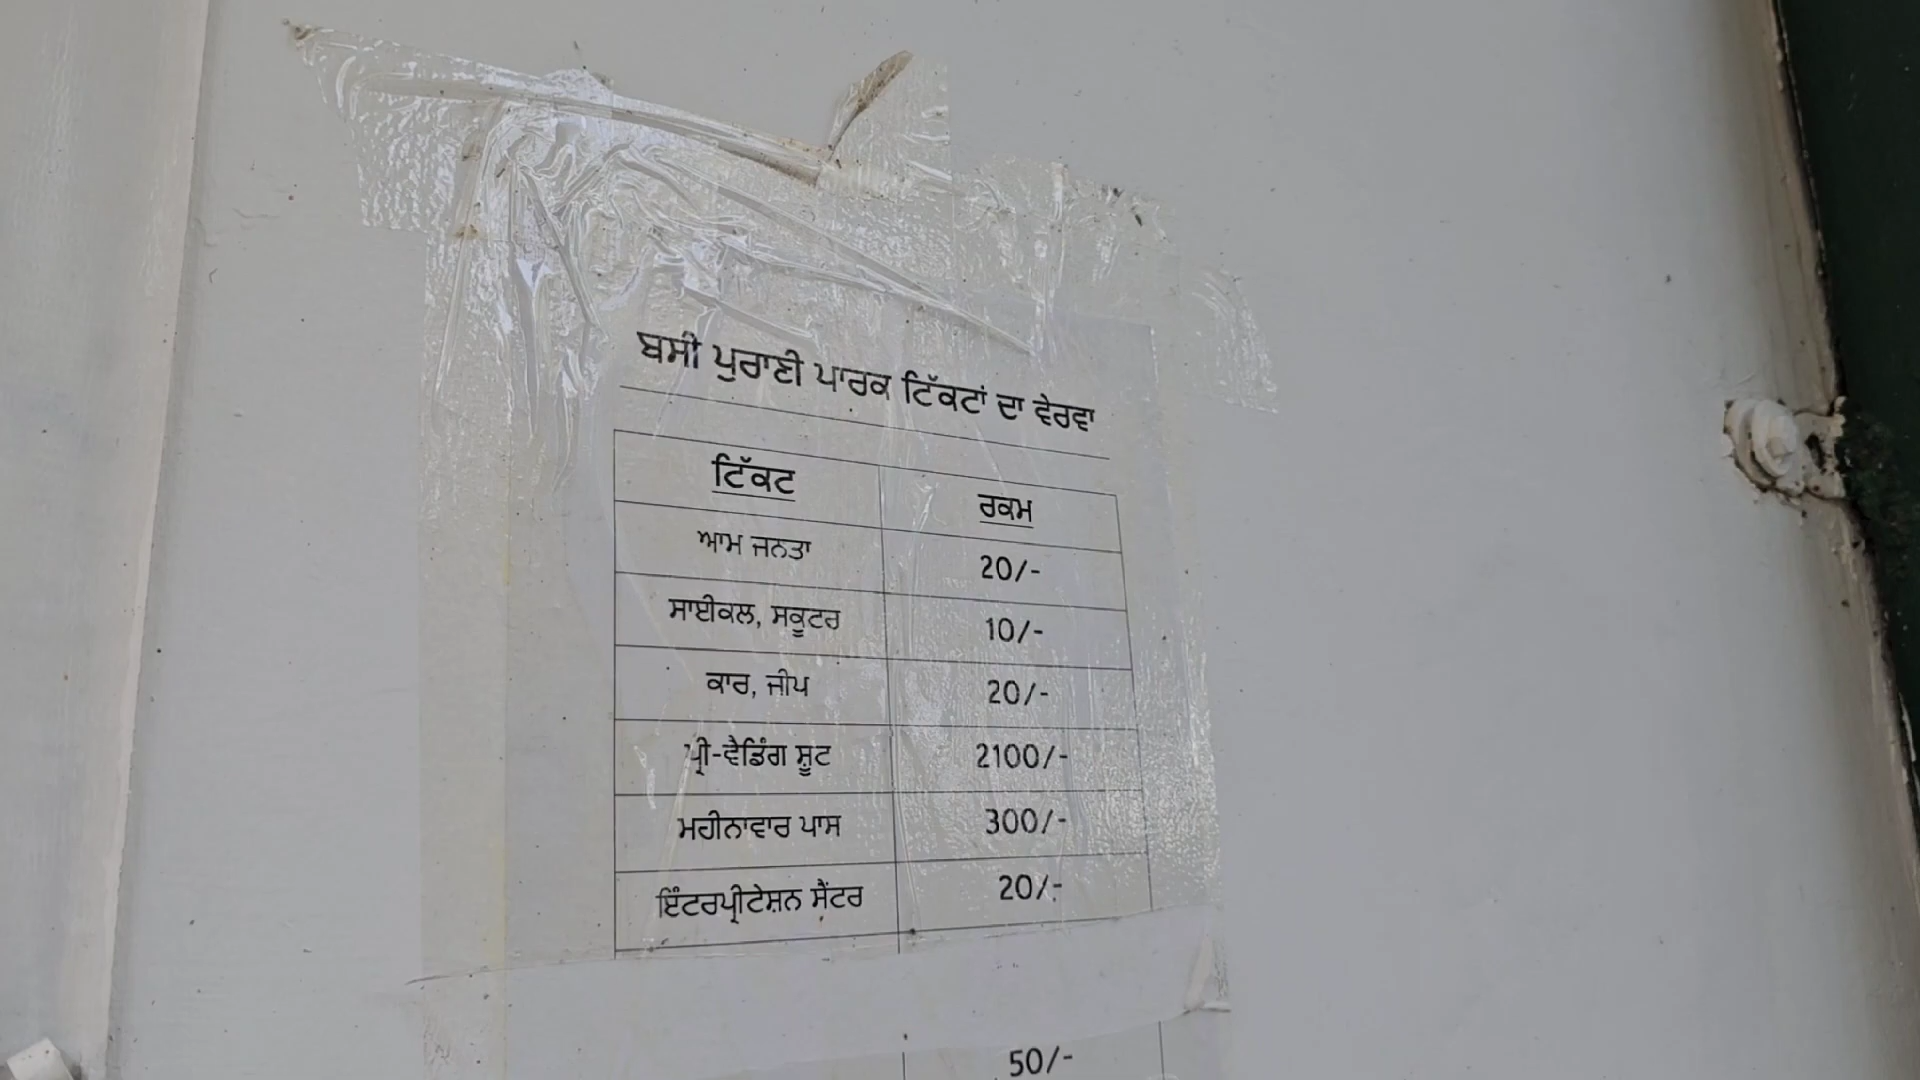 ਬਸੀ ਪੁਰਾਣੀ ਪਾਰਕ ਟਿੱਕਟਾਂ ਦਾ ਵੇਰਵਾ
ਟਿੱਕਟ ਰਕਮ
ਆਮ ਜਨਤਾ 20/-
ਸਾਈਕਲ, ਸਕੂਟਰ 10/-
ਕਾਰ, ਜੀਪ 20/-
ਪ੍ਰੀ-ਵੈਡਿੰਗ ਸ਼ੂਟ 2100/-
ਮਹੀਨਾਵਾਰ ਪਾਸ 300/-
ਇੰਟਰਪ੍ਰੀਟੇਸ਼ਨ ਸੈਂਟਰ 20/-
50/-